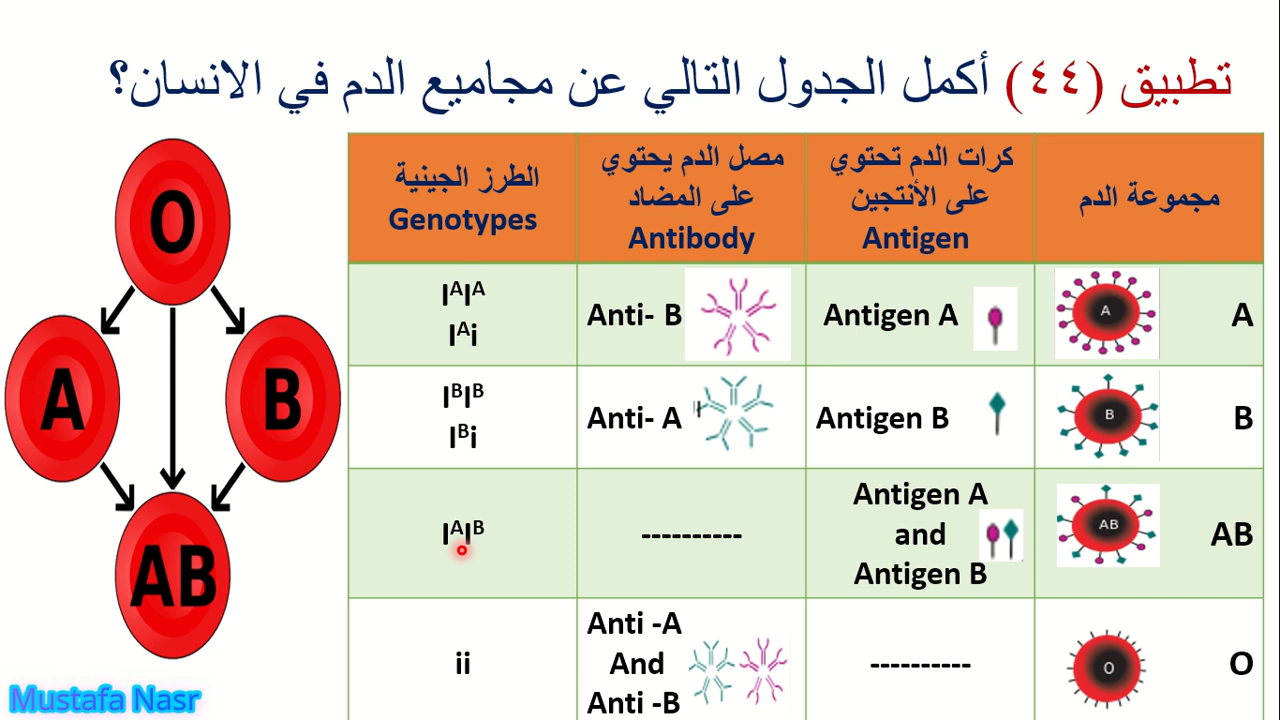 تطبيق (٤٤) أكمل الجدول التالي عن مجاميع الدم في الانسان؟
مجموعة الدم
كرات الدم تحتوي
على الأنتجين
Antigen
مصل الدم يحتوي
على المضاد
Antibody
الطرز الجينية
Genotypes
A
A
Antigen A
Anti- B
IᴬIᴬ
Iᴬi
B
B
Antigen B
Anti- A
IᴮIᴮ
Iᴮi
AB
AB
Antigen A
and
Antigen B
----------
IᴬIᴮ
O
O
----------
Anti -A
And
Anti -B
ii
O
A
B
AB
Mustafa Nasr